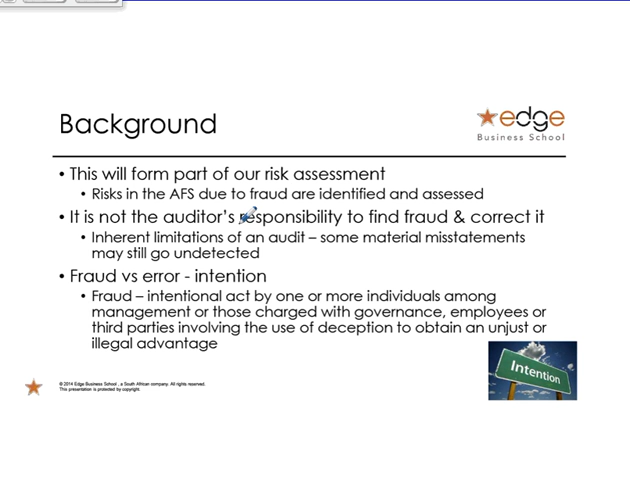 Background
edge
Business School
• This will form part of our risk assessment
• Risks in the AFS due to fraud are identified and assessed
• It is not the auditor's responsibility to find fraud & correct it
• Inherent limitations of an audit – some material misstatements
may still go undetected
• Fraud vs error - intention
• Fraud – intentional act by one or more individuals among
management or those charged with governance, employees or
third parties involving the use of deception to obtain an unjust or
illegal advantage
Intention
© 2014 Edge Business School , a South African company. All rights reserved.
This presentation is protected by copyright.